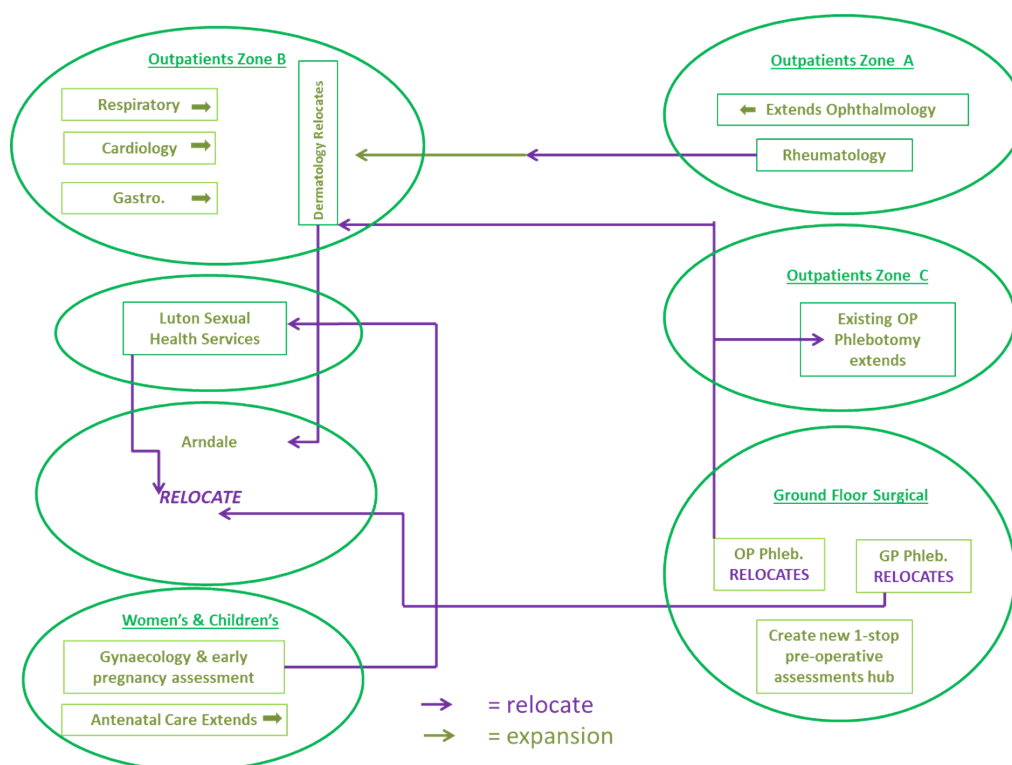 Outpatients Zone B
Respiratory
Cardiology
Gastro.
Dermatology Relocates
Outpatients Zone A
Extends Ophthalmology
Rheumatology
Outpatients Zone C
Existing OP
Phlebotomy
extends
Luton Sexual
Health Services
Arndale
RELOCATE
Ground Floor Surgical
OP Phleb.
RELOCATES
GP Phleb.
RELOCATES
Create new 1-stop
pre-operative
assessments hub
Women's & Children's
Gynaecology & early
pregnancy assessment
Antenatal Care Extends
= relocate
= expansion